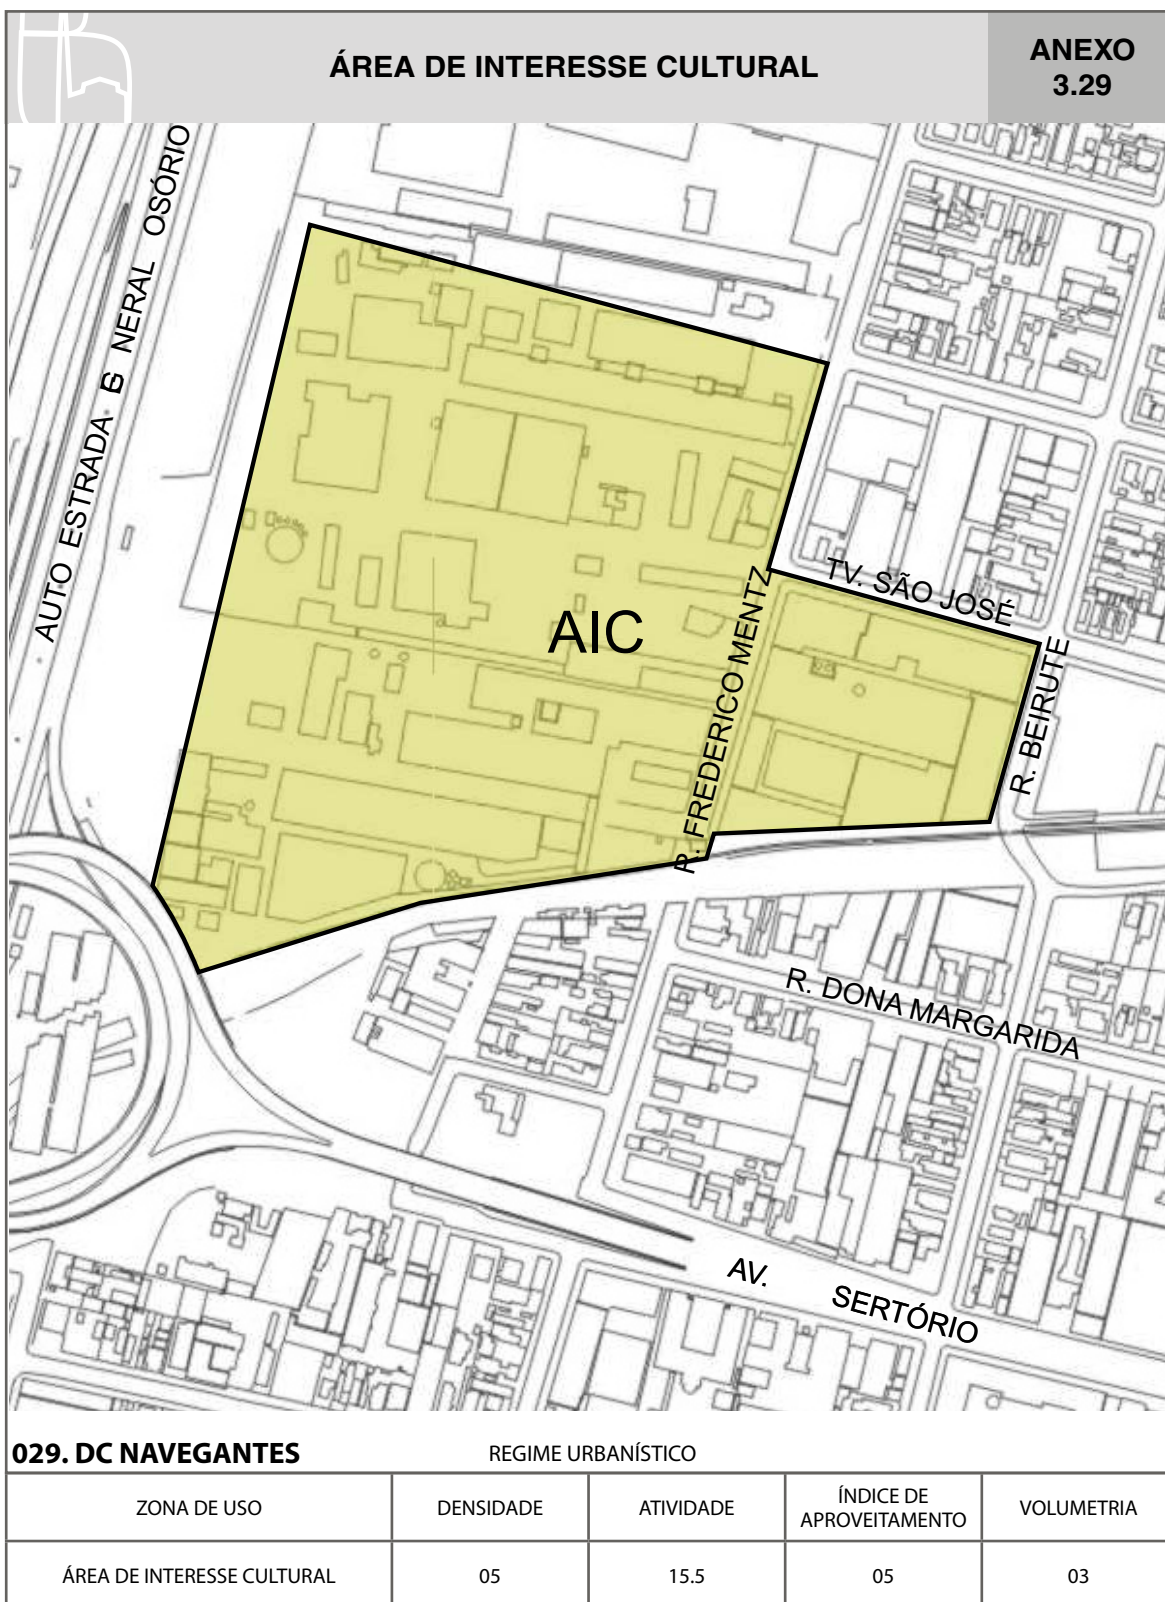 ÁREA DE INTERESSE CULTURAL
ANEXO
3.29
AUTO ESTRADA G NERAL OSÓRIO
TV. SÃO JOSÉ
AIC
R. FREDERICO MENTZ
R. BEIRUTE
R. DONA MARGARIDA
AV. SERTÓRIO
029. DC NAVEGANTES
REGIME URBANÍSTICO
ZONA DE USO
DENSIDADE
ATIVIDADE
ÍNDICE DE
APROVEITAMENTO
VOLUMETRIA
ÁREA DE INTERESSE CULTURAL
05
15.5
05
03